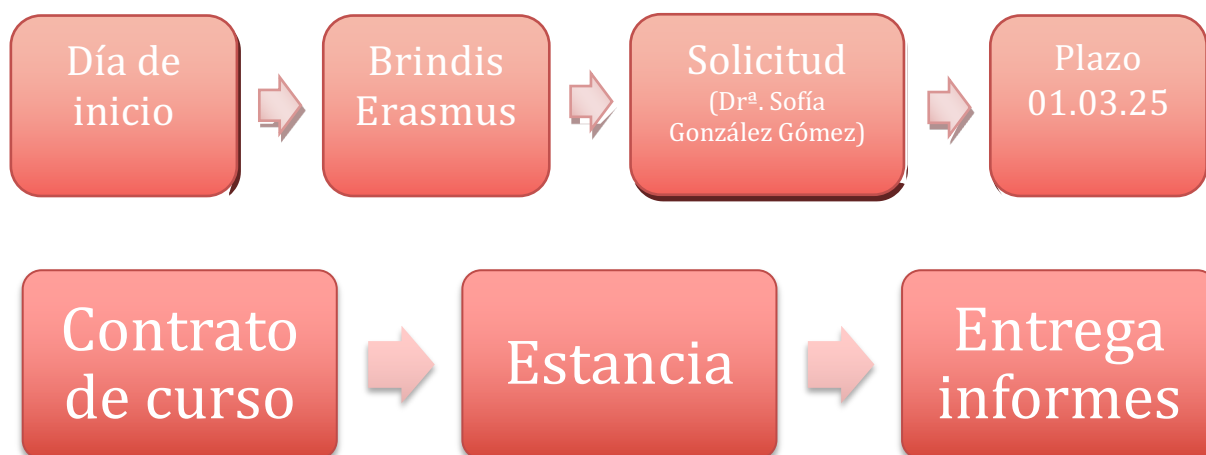 Día de
inicio
Brindis
Erasmus
Solicitud
(Drª. Sofía
González Gómez)
Plazo
01.03.25
Contrato
de curso
Estancia
Entrega
informes